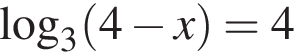 log₃(4 − x) = 4